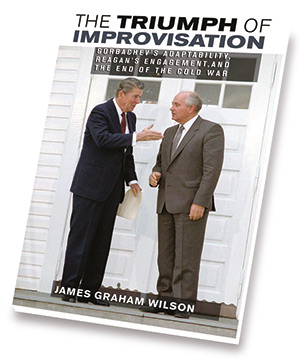 THE TRIUMPH OF
IMPROVISATION
GORBACHEV'S ADAPTABILITY,
REAGAN'S ENGAGEMENT, AND
THE END OF THE COLD WAR
JAMES GRAHAM WILSON